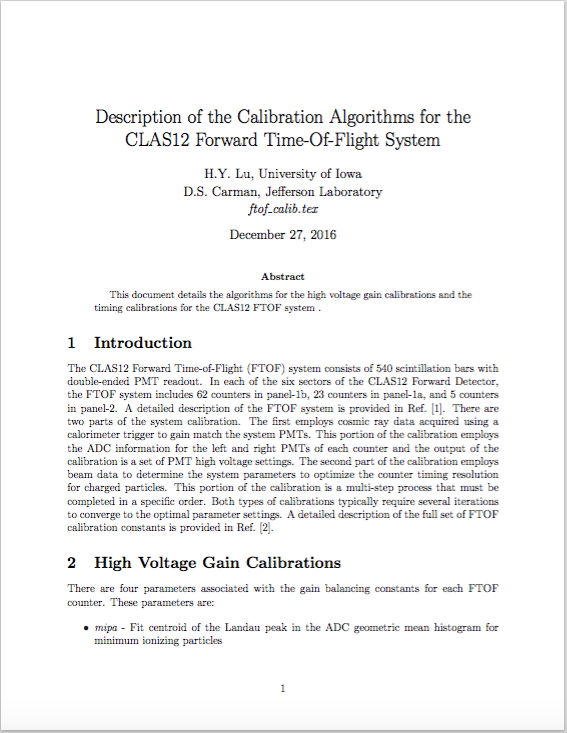 Description of the Calibration Algorithms for the
CLAS12 Forward Time-Of-Flight System
H.Y. Lu, University of Iowa
D.S. Carman, Jefferson Laboratory
ftof_calib.tex
December 27, 2016
Abstract
This document details the algorithms for the high voltage gain calibrations and the
timing calibrations for the CLAS12 FTOF system .
1 Introduction
The CLAS12 Forward Time-of-Flight (FTOF) system consists of 540 scintillation bars with
double-ended PMT readout. In each of the six sectors of the CLAS12 Forward Detector,
the FTOF system includes 62 counters in panel-1b, 23 counters in panel-1a, and 5 counters
in panel-2. A detailed description of the FTOF system is provided in Ref. [1]. There are
two parts of the system calibration. The first employs cosmic ray data acquired using a
calorimeter trigger to gain match the system PMTs. This portion of the calibration employs
the ADC information for the left and right PMTs of each counter and the output of the
calibration is a set of PMT high voltage settings. The second part of the calibration employs
beam data to determine the system parameters to optimize the counter timing resolution
for charged particles. This portion of the calibration is a multi-step process that must be
completed in a specific order. Both types of calibrations typically require several iterations
to converge to the optimal parameter settings. A detailed description of the full set of FTOF
calibration constants is provided in Ref. [2].
2 High Voltage Gain Calibrations
There are four parameters associated with the gain balancing constants for each FTOF
counter. These parameters are:
• mipa - Fit centroid of the Landau peak in the ADC geometric mean histogram for
minimum ionizing particles
1